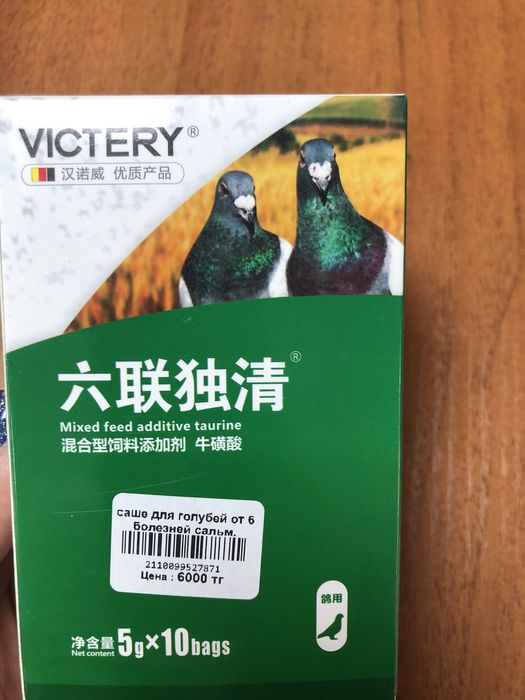 VICTERY®
汉诺威 优质产品
六联独清®
Mixed feed additive taurine
混合型饲料添加剂 牛磺酸
саше для голубей от 6
Болезней сальм.
2110099527871
Цена : 6000 тг
鸽用
净含量 5g×10bags
Net content